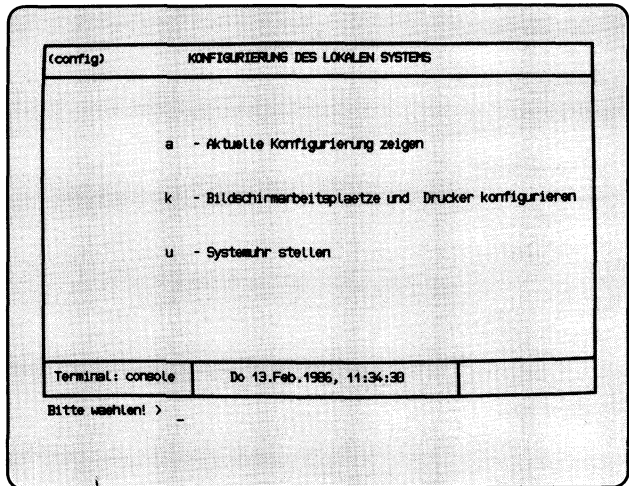 (config) KONFIGURIERUNG DES LOKALEN SYSTEMS
a - Aktuelle Konfigurierung zeigen
k - Bildschirmarbeitsplaetze und Drucker konfigurieren
u - Systemuhr stellen
Terminal: console Do 13.Feb.1986, 11:34:38
Bitte waehlen! > _